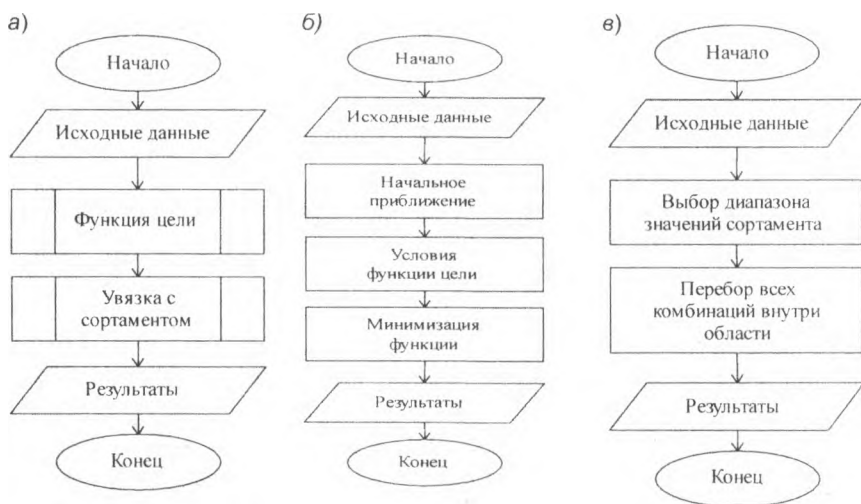 а)
Начало
Исходные данные
Функция цели
Увязка с
сортаментом
Результаты
Конец
б)
Начало
Исходные данные
Начальное
приближение
Условия
функции цели
Минимизация
функции
Результаты
Конец
в)
Начало
Исходные данные
Выбор диапазона
значений сортамента
Перебор всех
комбинаций внутри
области
Результаты
Конец